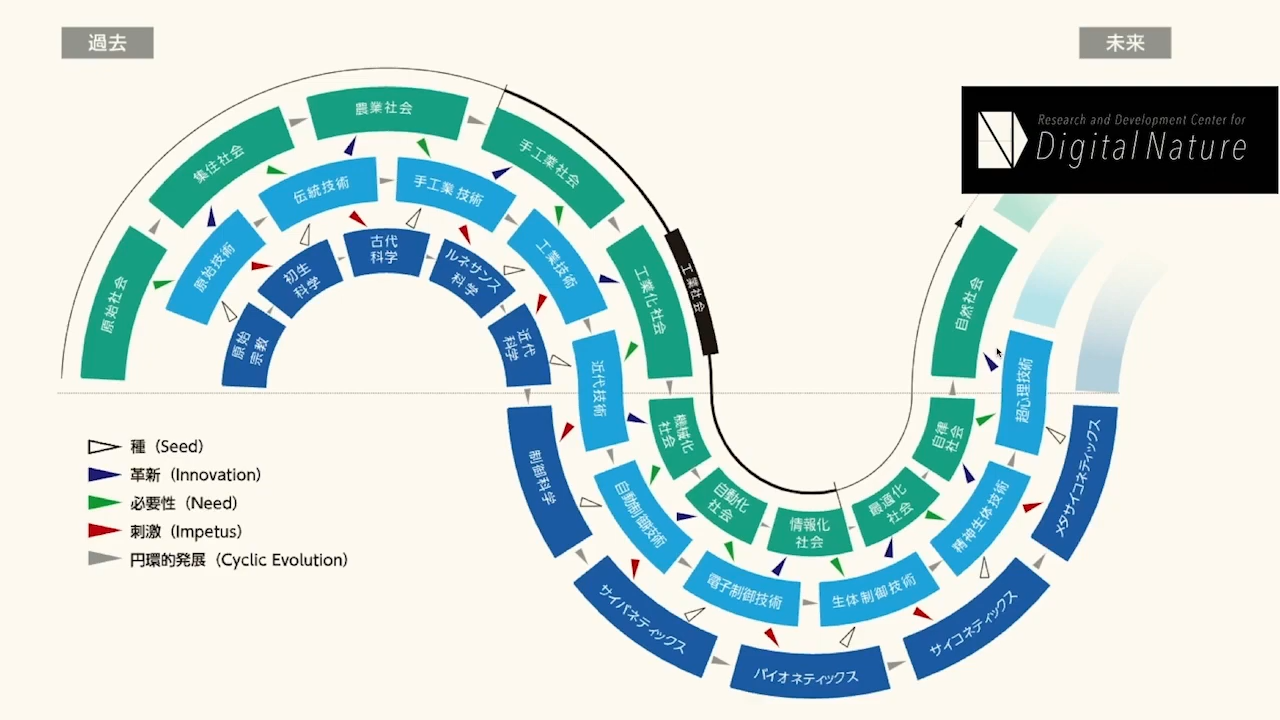 過去
未来
Research and Development Center for
Digital Nature
原始社会
集住社会
農業社会
手工業社会
工業化社会
工業社会
機械化
社会
自動化
社会
情報化
社会
最適化
社会
自律
社会
自然社会
原始技術
伝統技術
手工業技術
工業技術
近代技術
自動制御技術
電子制御技術
生体制御技術
精神生体技術
超心理技術
原始
宗教
初生
科学
古代
科学
ルネサンス
科学
近代
科学
制御科学
サイバネティックス
バイオネティックス
サイコネティックス
メタサイコネティックス
種（Seed）
革新（Innovation）
必要性（Need）
刺激（Impetus）
円環的発展（Cyclic Evolution）